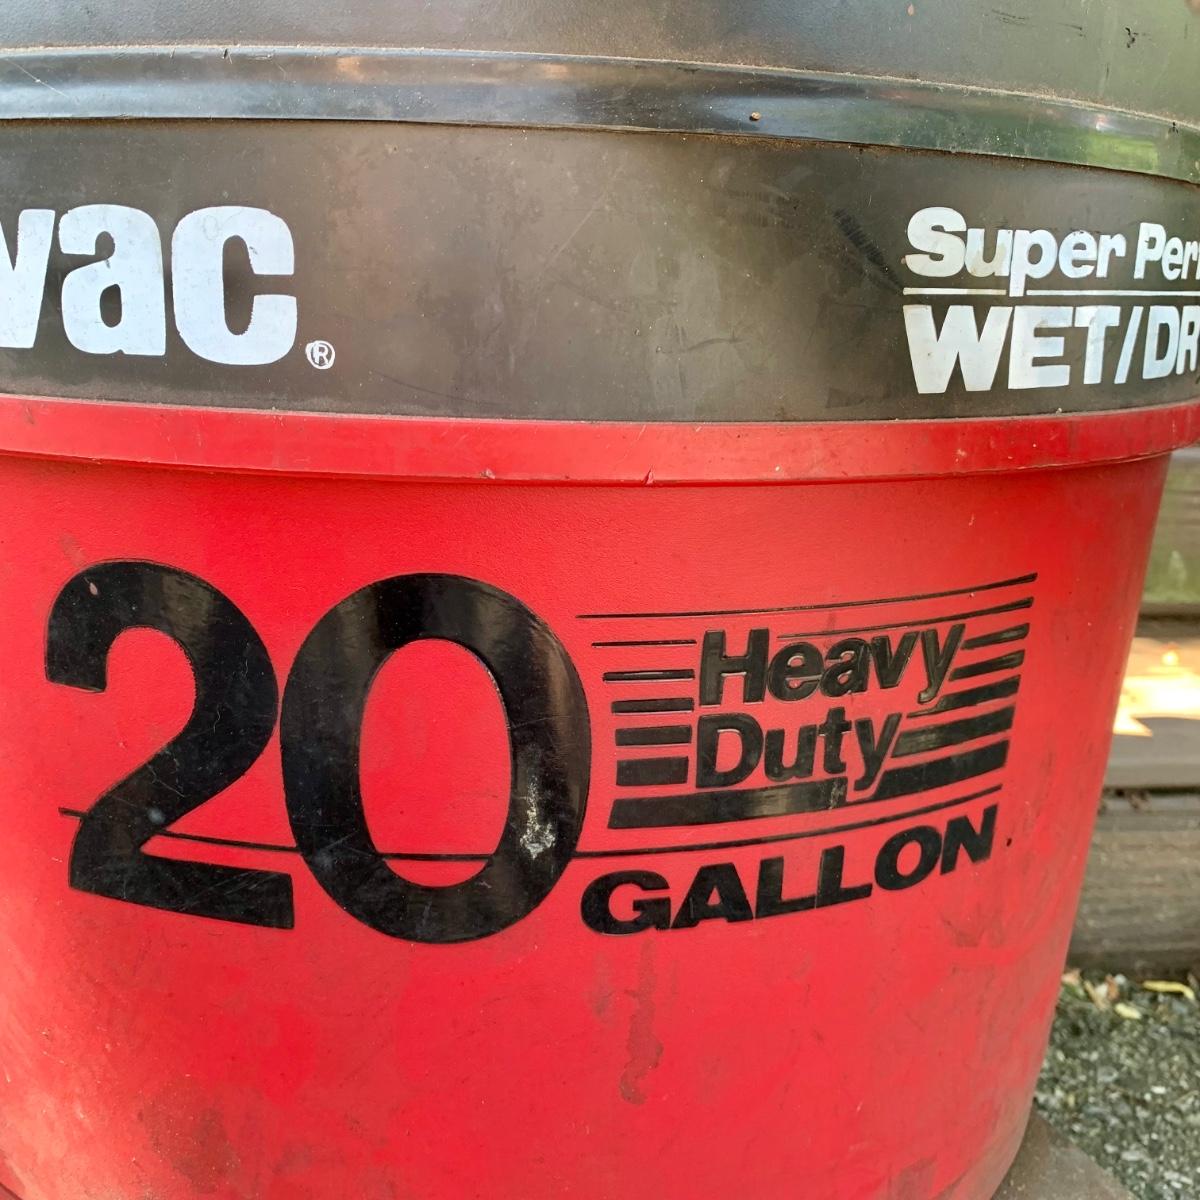 vac®
Super Per
WET/DR
20
Heavy
Duty
GALLON